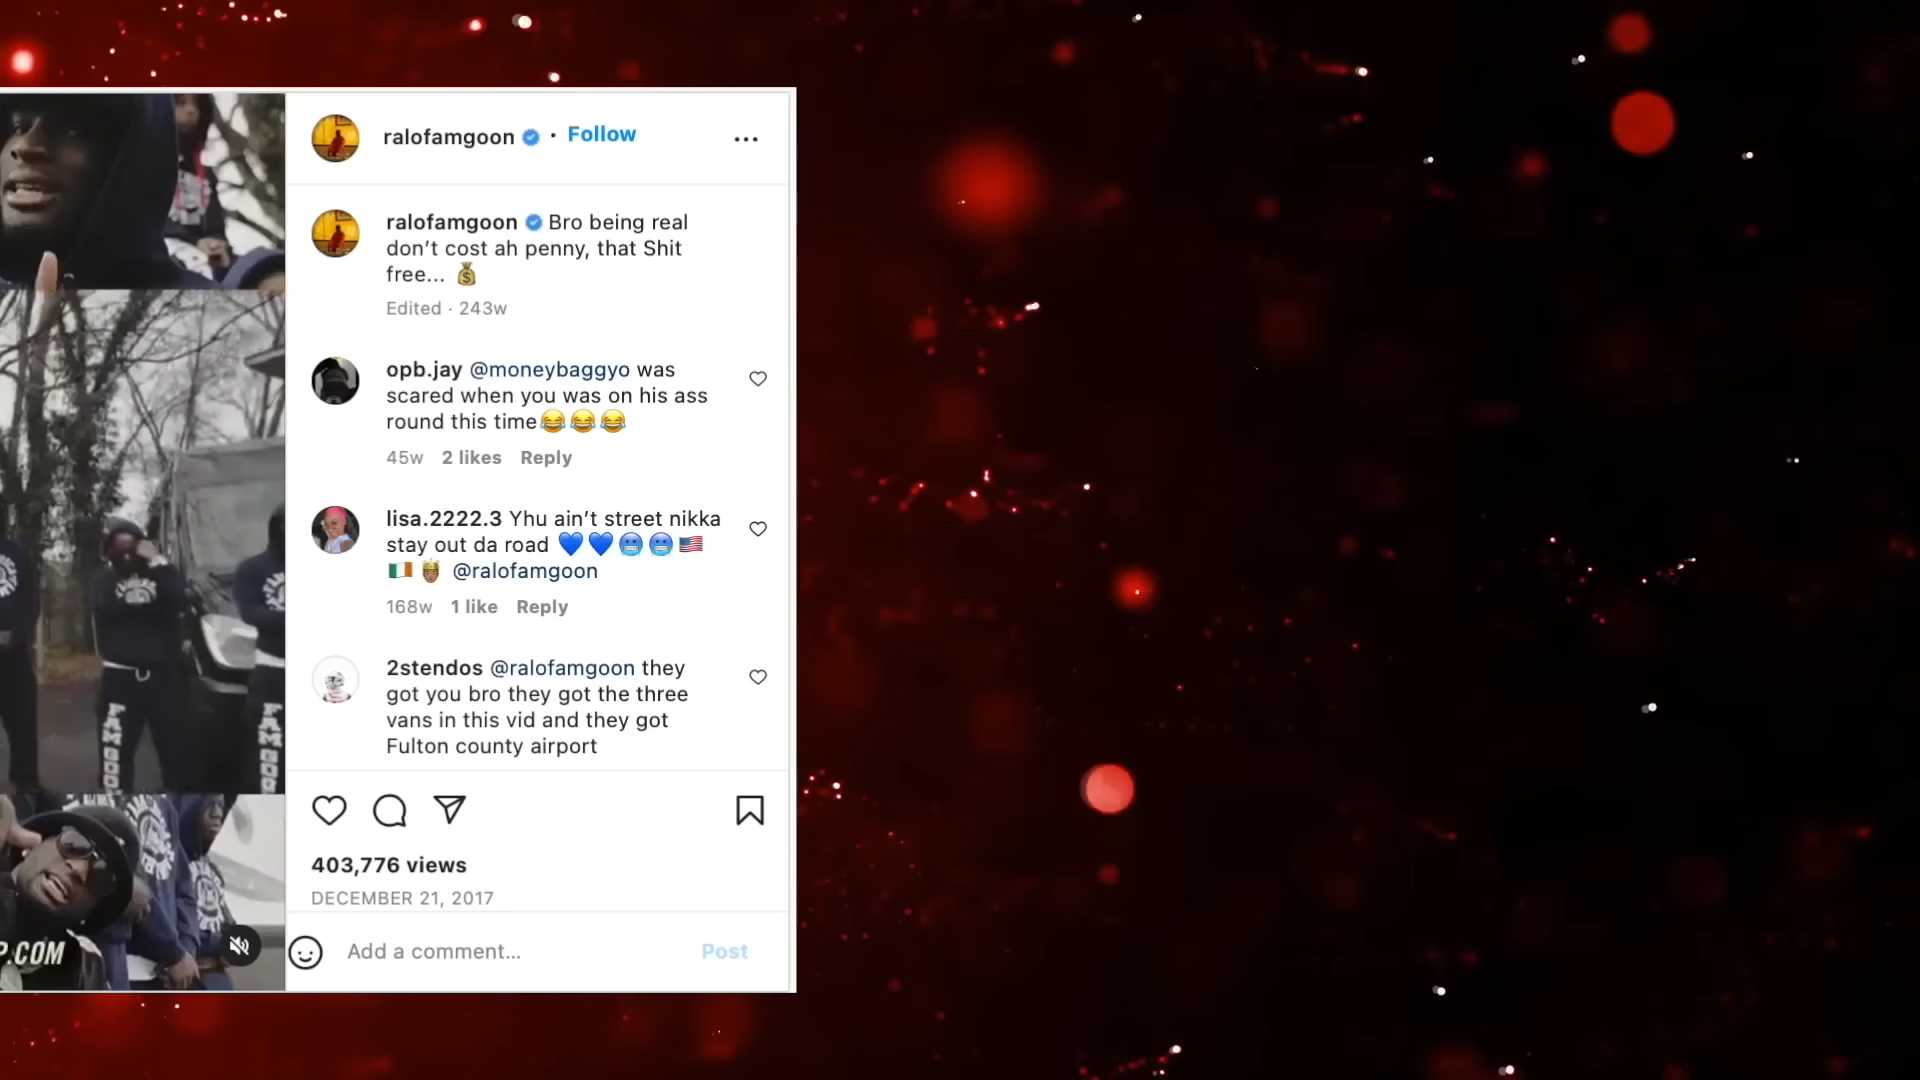 ralofamgoon • Follow
ralofamgoon Bro being real
don’t cost ah penny, that Shit
free... 💰
Edited · 243w
opb.jay @moneybaggyo was
scared when you was on his ass
round this time😂😂😂
45w 2 likes Reply
lisa.2222.3 Yhu ain’t street nikka
stay out da road 💙💙🥶🥶🇺🇸
🇮🇪🤴🏽 @ralofamgoon
168w 1 like Reply
2stendos @ralofamgoon they
got you bro they got the three
vans in this vid and they got
Fulton county airport
403,776 views
DECEMBER 21, 2017
Add a comment... Post
FAMGOON
FAMGOON
P.COM